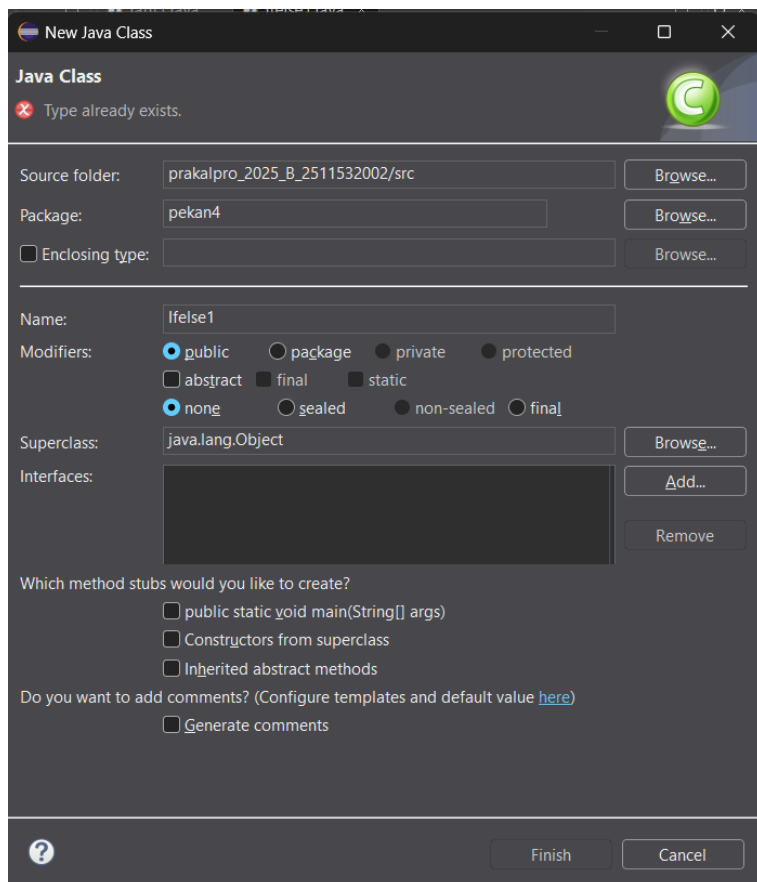 New Java Class
Java Class
Type already exists.
Source folder: prakalpro_2025_B_2511532002/src Browse...
Package: pekan4 Browse...
Enclosing type: Browse...
Name: Ifelse1
Modifiers: public package private protected
abstract final static
none sealed non-sealed final
Superclass: java.lang.Object Browse...
Interfaces: Add...
Remove
Which method stubs would you like to create?
public static void main(String[] args)
Constructors from superclass
Inherited abstract methods
Do you want to add comments? (Configure templates and default value here)
Generate comments
? Finish Cancel